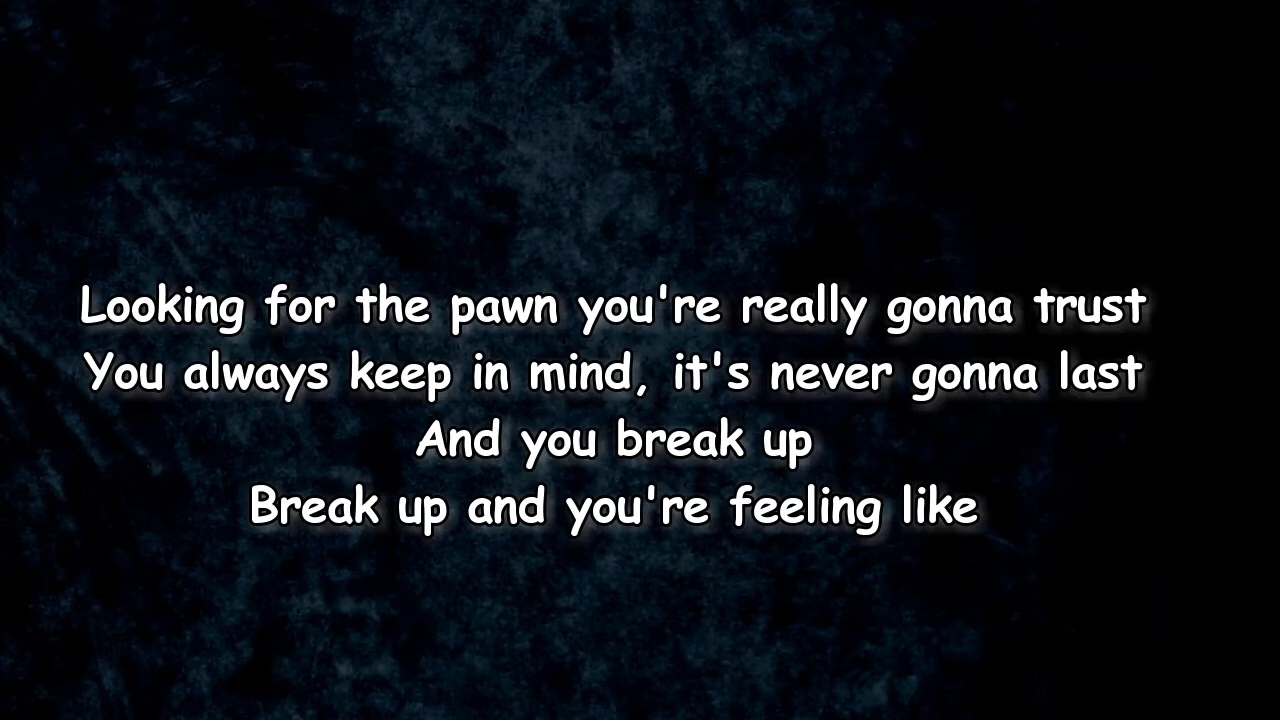 Looking for the pawn you're really gonna trust
You always keep in mind, it's never gonna last
And you break up
Break up and you're feeling like